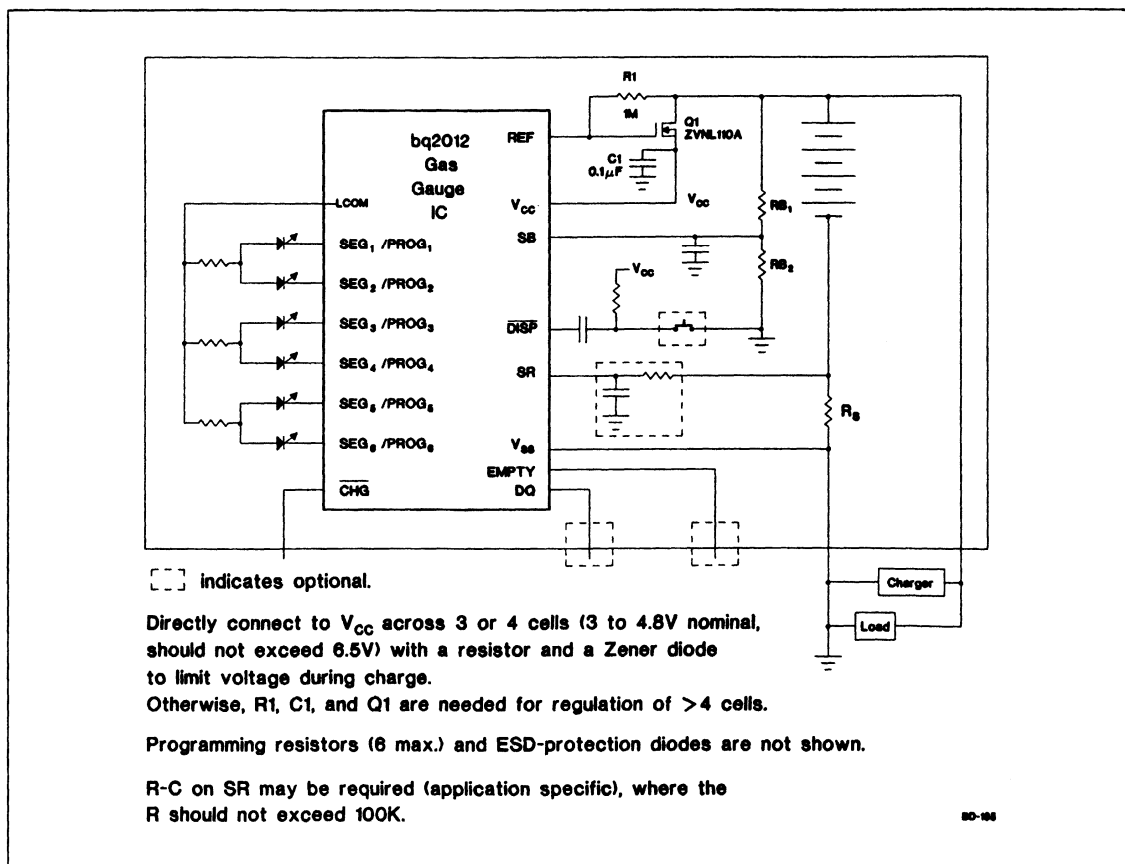 R1
1M
Q1
ZVNL110A
C1
0.1µF
bq2012
Gas
Gauge
IC
REF
VCC
VCC
LCOM
SB
RB1
RB2
VCC
SEG1 /PROG1
SEG2 /PROG2
SEG3 /PROG3
SEG4 /PROG4
SEG5 /PROG5
SEG6 /PROG6
DISP
SR
RS
VSS
EMPTY
DQ
CHG
Charger
Load
indicates optional.
Directly connect to VCC across 3 or 4 cells (3 to 4.8V nominal,
should not exceed 6.5V) with a resistor and a Zener diode
to limit voltage during charge.
Otherwise, R1, C1, and Q1 are needed for regulation of >4 cells.
Programming resistors (6 max.) and ESD-protection diodes are not shown.
R-C on SR may be required (application specific), where the
R should not exceed 100K.